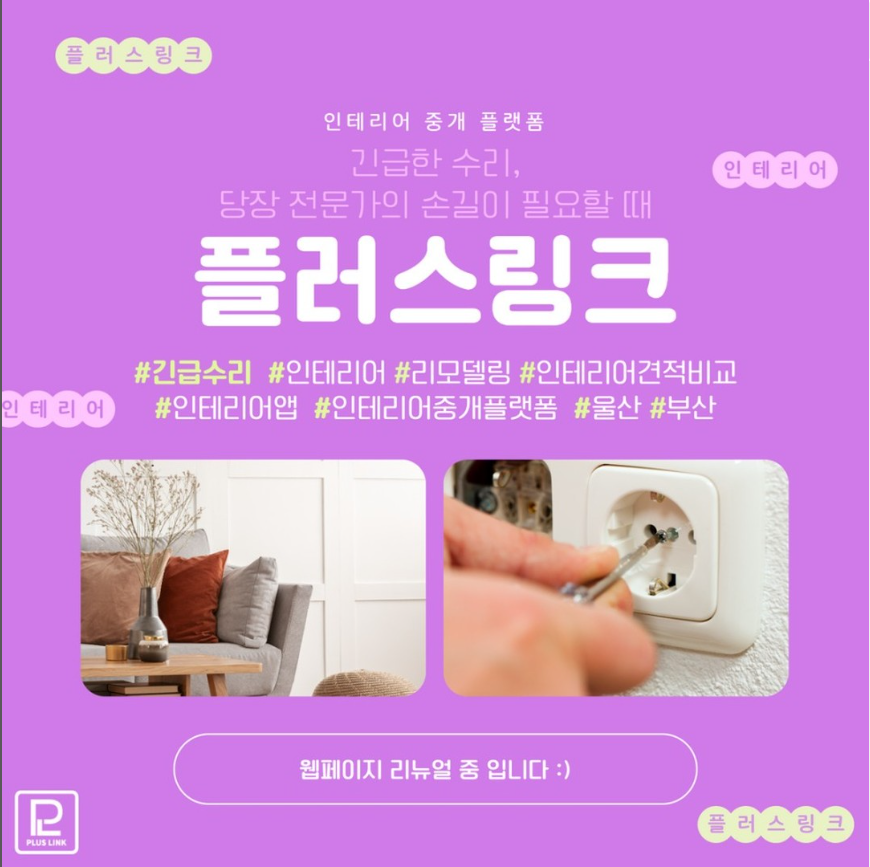 플러스링크
인테리어 중개 플랫폼
긴급한 수리,
인테리어
당장 전문가의 손길이 필요할 때
플러스링크
#긴급수리 #인테리어 #리모델링 #인테리어견적비교
인테리어
#인테리어앱 #인테리어중개플랫폼 #울산 #부산
웹페이지 리뉴얼 중 입니다 :)
PLUS LINK
플러스링크